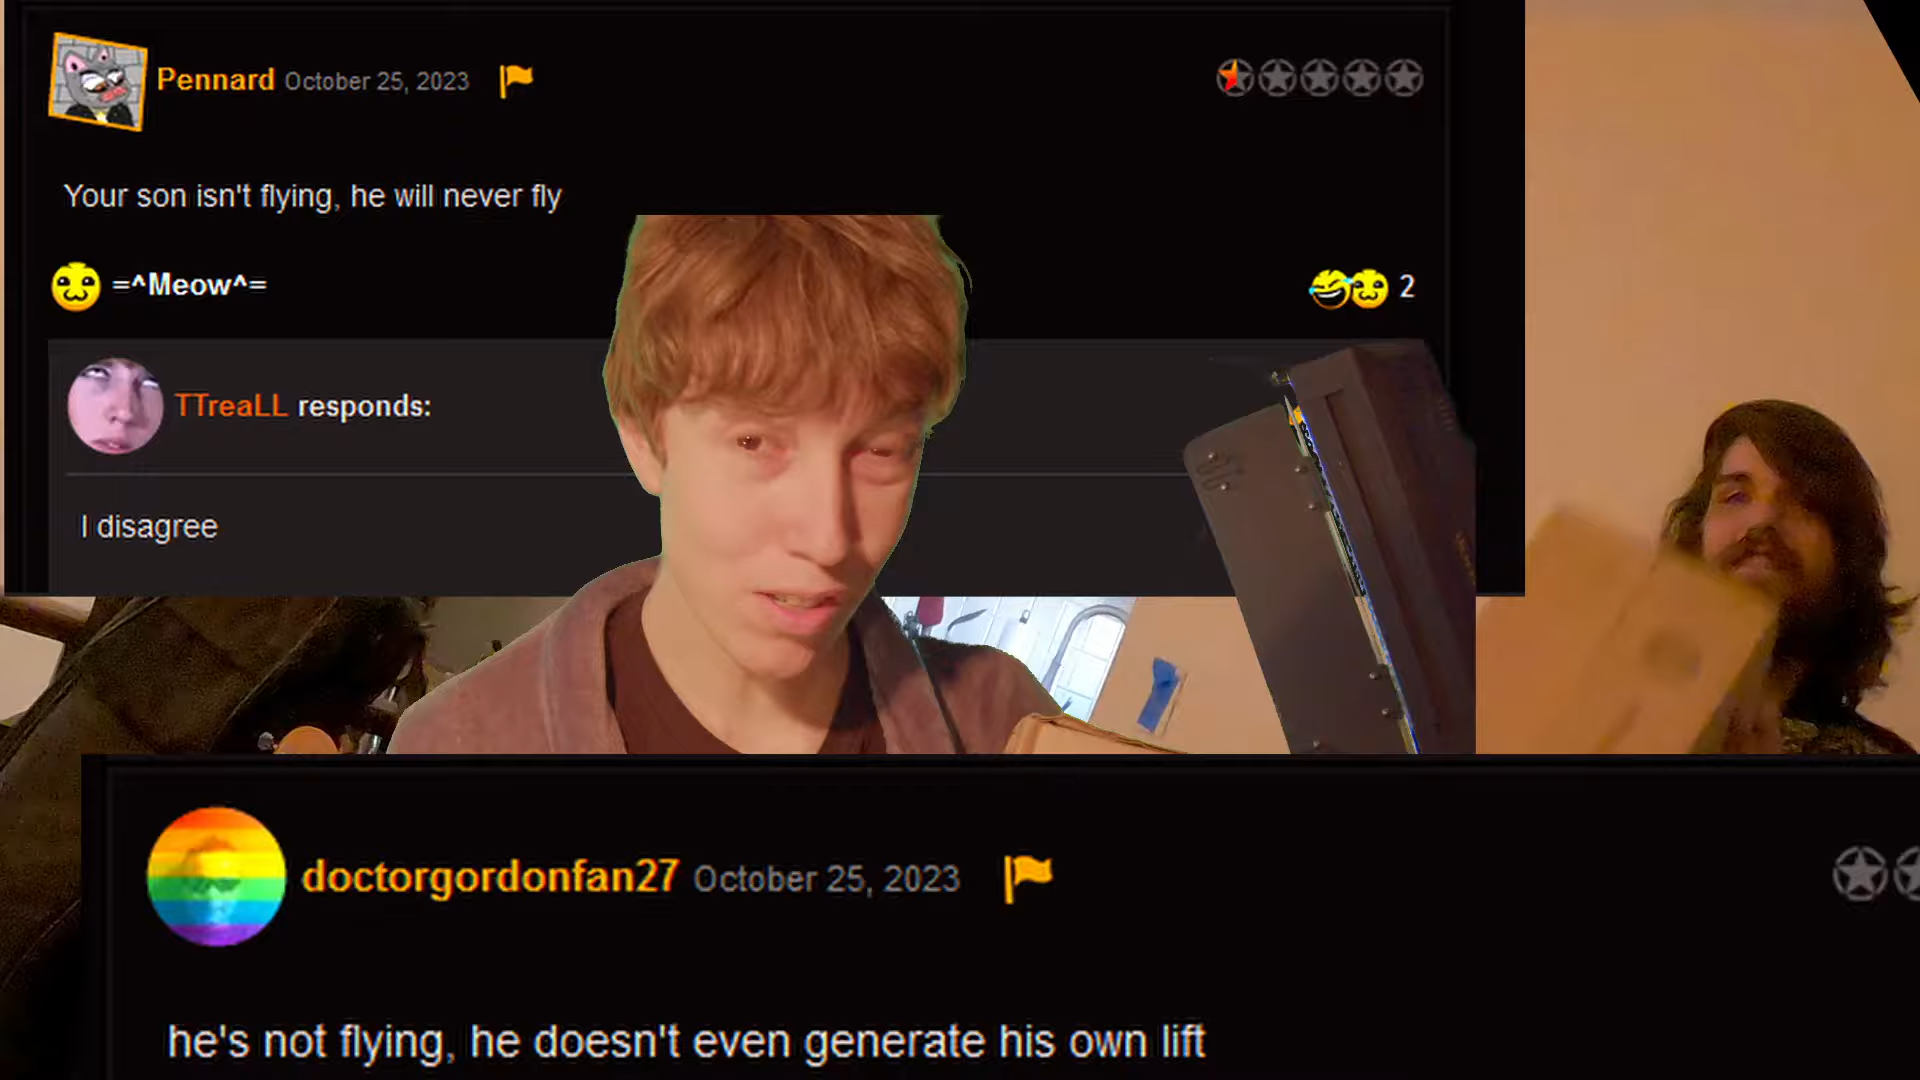 Pennard October 25, 2023
Your son isn't flying, he will never fly
=^Meow^=
2
TTreaLL responds:
I disagree
doctorgordonfan27 October 25, 2023
he's not flying, he doesn't even generate his own lift